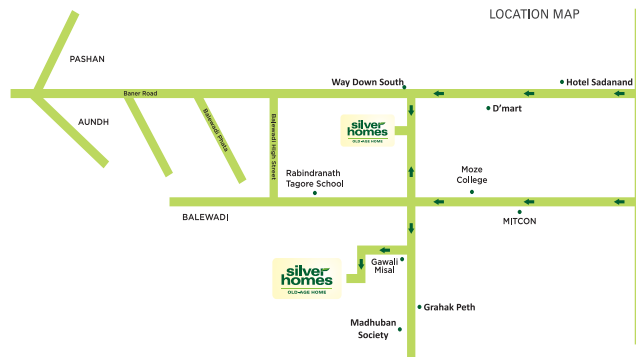 LOCATION MAP
PASHAN
Way Down South
Hotel Sadanand
Baner Road
D'mart
AUNDH
Balewadi Phata
Balewadi High Street
silver
homes
OLD-AGE HOME
Rabindranath
Tagore School
Moze
College
BALEWADI
MITCON
Gawali
Misal
silver
homes
OLD-AGE HOME
Grahak Peth
Madhuban
Society